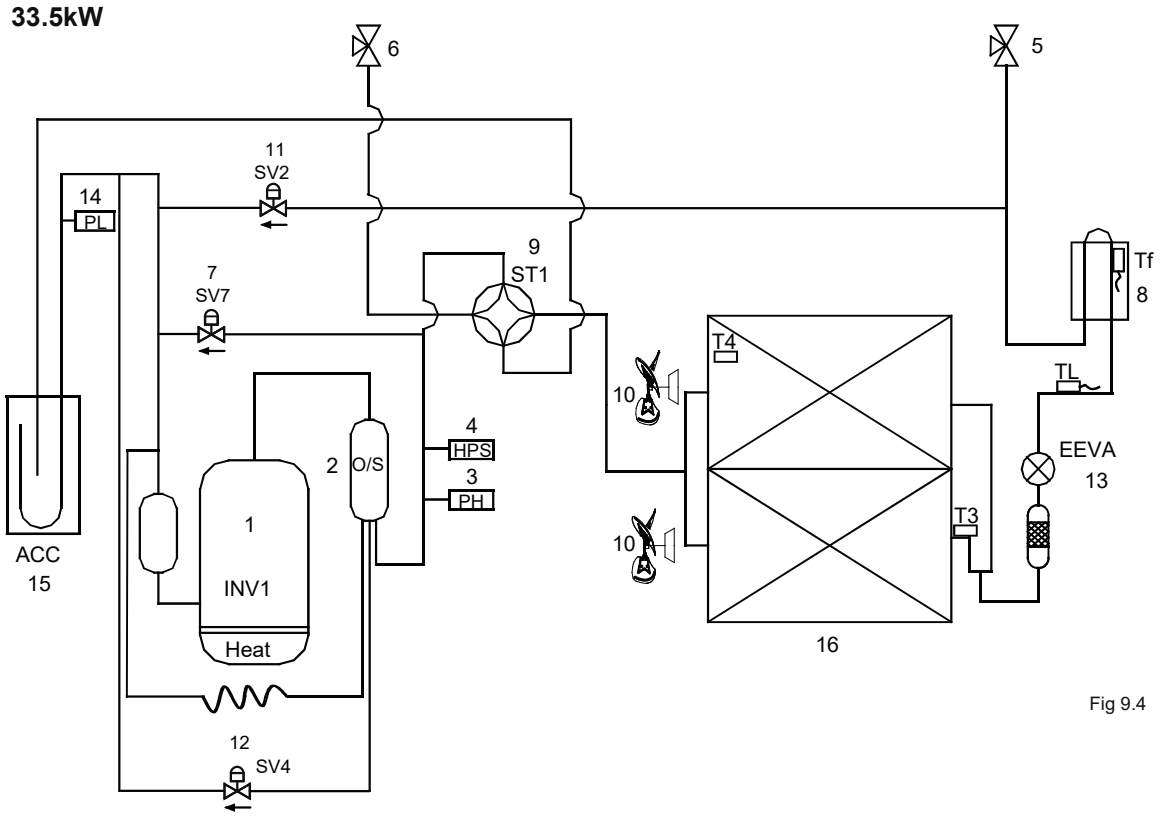 33.5kW
6
5
11
SV2
14
PL
9
ST1
7
SV7
Tf
8
T4
TL
10
4
HPS
2
O/S
EEVA
13
3
PH
1
T3
10
ACC
15
INV1
Heat
16
Fig 9.4
12
SV4